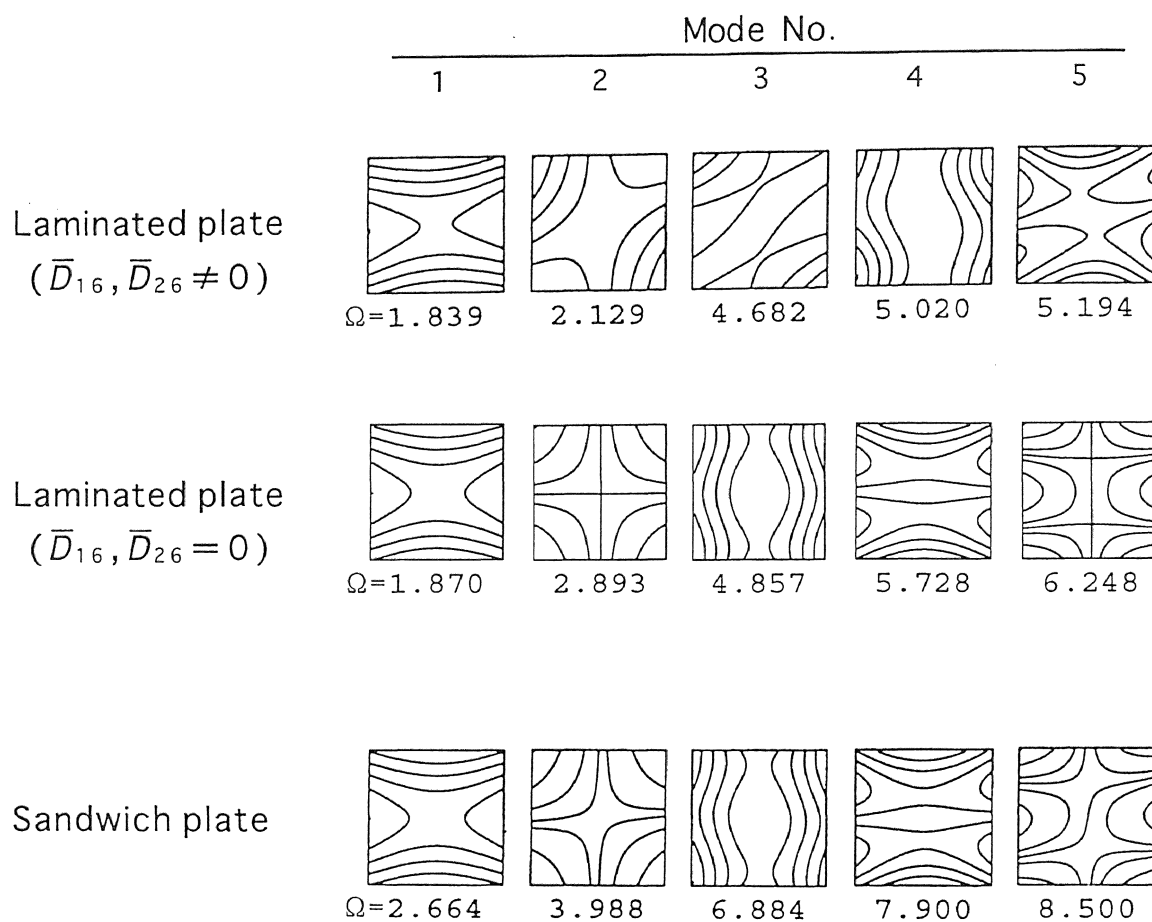 Mode No.
1 2 3 4 5
Laminated plate
(D̅₁₆, D̅₂₆ ≠ 0)
Ω=1.839 2.129 4.682 5.020 5.194
Laminated plate
(D̅₁₆, D̅₂₆ = 0)
Ω=1.870 2.893 4.857 5.728 6.248
Sandwich plate
Ω=2.664 3.988 6.884 7.900 8.500